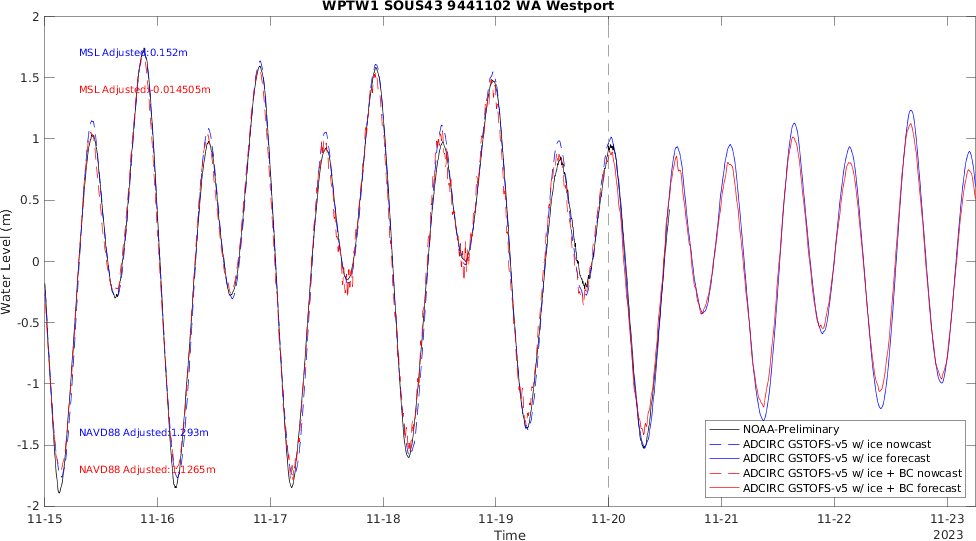 WPTW1 SOUS43 9441102 WA Westport
2
1.5
1
0.5
0
-0.5
-1
-1.5
-2
Water Level (m)
MSL Adjusted:0.152m
MSL Adjusted:-0.014505m
NAVD88 Adjusted:1.293m
NAVD88 Adjusted:1.1265m
NOAA-Preliminary
ADCIRC GSTOFS-v5 w/ ice nowcast
ADCIRC GSTOFS-v5 w/ ice forecast
ADCIRC GSTOFS-v5 w/ ice + BC nowcast
ADCIRC GSTOFS-v5 w/ ice + BC forecast
11-15
11-16
11-17
11-18
11-19
11-20
11-21
11-22
11-23
Time
2023